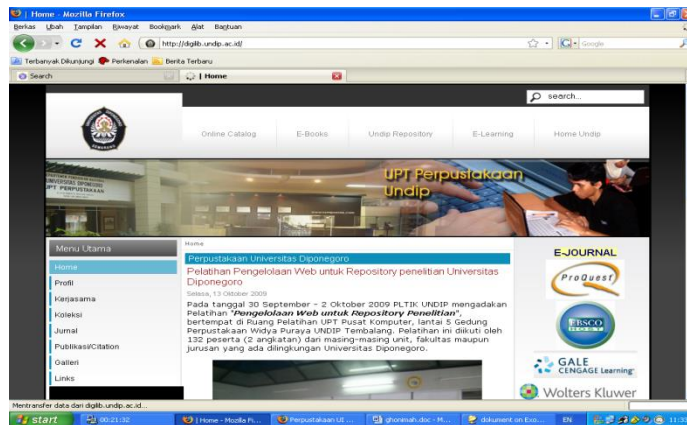 | Home - Mozilla Firefox
Berkas Ubah Tampilan Riwayat Bookmark Alat Bantuan
http://digilib.undip.ac.id/
Google
Terbanyak Dikunjungi Perkenalan Berita Terbaru
Search
| Home
search...
Online Catalog E-Books Undip Repository E-Learning Home Undip
UNIVERSITAS DIPONEGORO
UPT PERPUSTAKAAN
UPT Perpustakaan
Undip
Menu Utama
Home
Profil
Kerjasama
Koleksi
Jurnal
Publikasi/Citation
Galleri
Links
Home
Perpustakaan Universitas Diponegoro
Pelatihan Pengelolaan Web untuk Repository penelitian Universitas
Diponegoro
Selasa, 13 Oktober 2009
Pada tanggal 30 September - 2 Oktober 2009 PLTIK UNDIP mengadakan
Pelatihan "Pengelolaan Web untuk Repository Penelitian",
bertempat di Ruang Pelatihan UPT Pusat Komputer, lantai 5 Gedung
Perpustakaan Widya Puraya UNDIP Tembalang. Pelatihan ini diikuti oleh
132 peserta (2 angkatan) dari masing-masing unit, fakultas maupun
jurusan yang ada dilingkungan Universitas Diponegoro.
E-JOURNAL
ProQuest
EBSCO
HOST
GALE
CENGAGE Learning
Wolters Kluwer
Mentransfer data dari digilib.undip.ac.id...
start
00:21:32
| Home - Mozilla Fi...
Perpustakaan UI ...
ghonimah.doc - M...
dokument on Exo...
EN
11:33